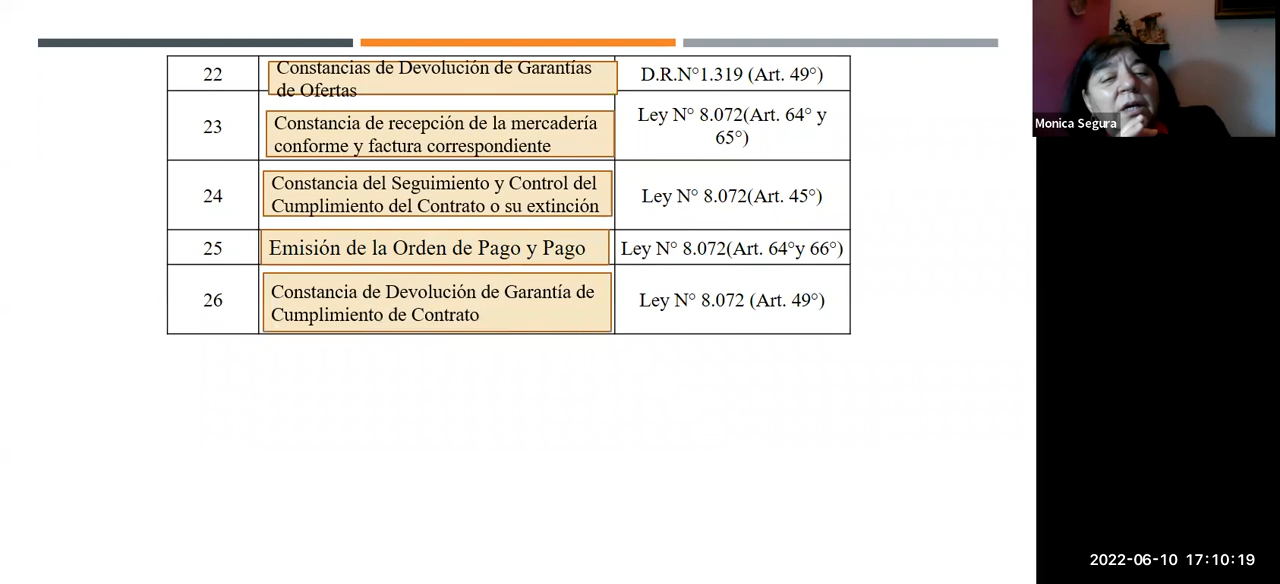 22
Constancias de Devolución de Garantías
de Ofertas
D.R.N°1.319 (Art. 49°)
23
Constancia de recepción de la mercadería
conforme y factura correspondiente
Ley N° 8.072(Art. 64° y
65°)
24
Constancia del Seguimiento y Control del
Cumplimiento del Contrato o su extinción
Ley N° 8.072(Art. 45°)
25
Emisión de la Orden de Pago y Pago
Ley N° 8.072(Art. 64°y 66°)
26
Constancia de Devolución de Garantía de
Cumplimiento de Contrato
Ley N° 8.072 (Art. 49°)
Monica Segura
2022-06-10 17:10:19